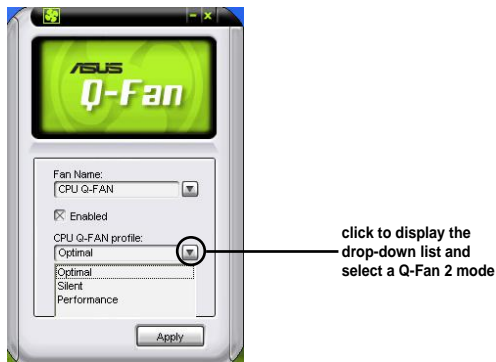 ASUS
Q-Fan
Fan Name:
CPU Q-FAN
Enabled
CPU Q-FAN profile:
Optimal
Optimal
Silent
Performance
Apply
click to display the
drop-down list and
select a Q-Fan 2 mode